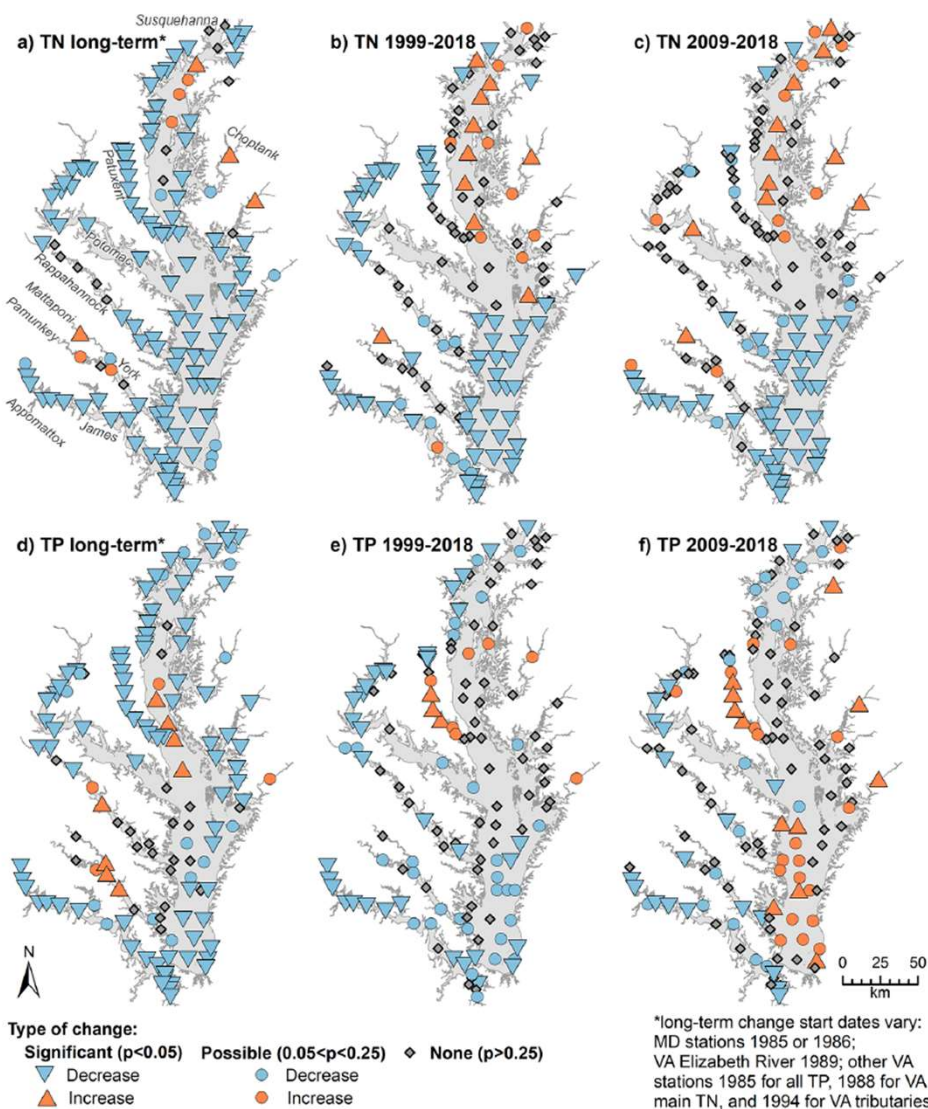 Susquehanna
a) TN long-term*
b) TN 1999-2018
c) TN 2009-2018
Choptank
Patuxent
Potomac
Rappahannock
Mattaponi
Pamunkey
York
Appomattox
James
d) TP long-term*
e) TP 1999-2018
f) TP 2009-2018
N
0 25 50
km
Type of change:
Significant (p<0.05) Possible (0.05<p<0.25) None (p>0.25)
Decrease Decrease
Increase Increase
*long-term change start dates vary:
MD stations 1985 or 1986;
VA Elizabeth River 1989; other VA
stations 1985 for all TP, 1988 for VA
main TN, and 1994 for VA tributaries